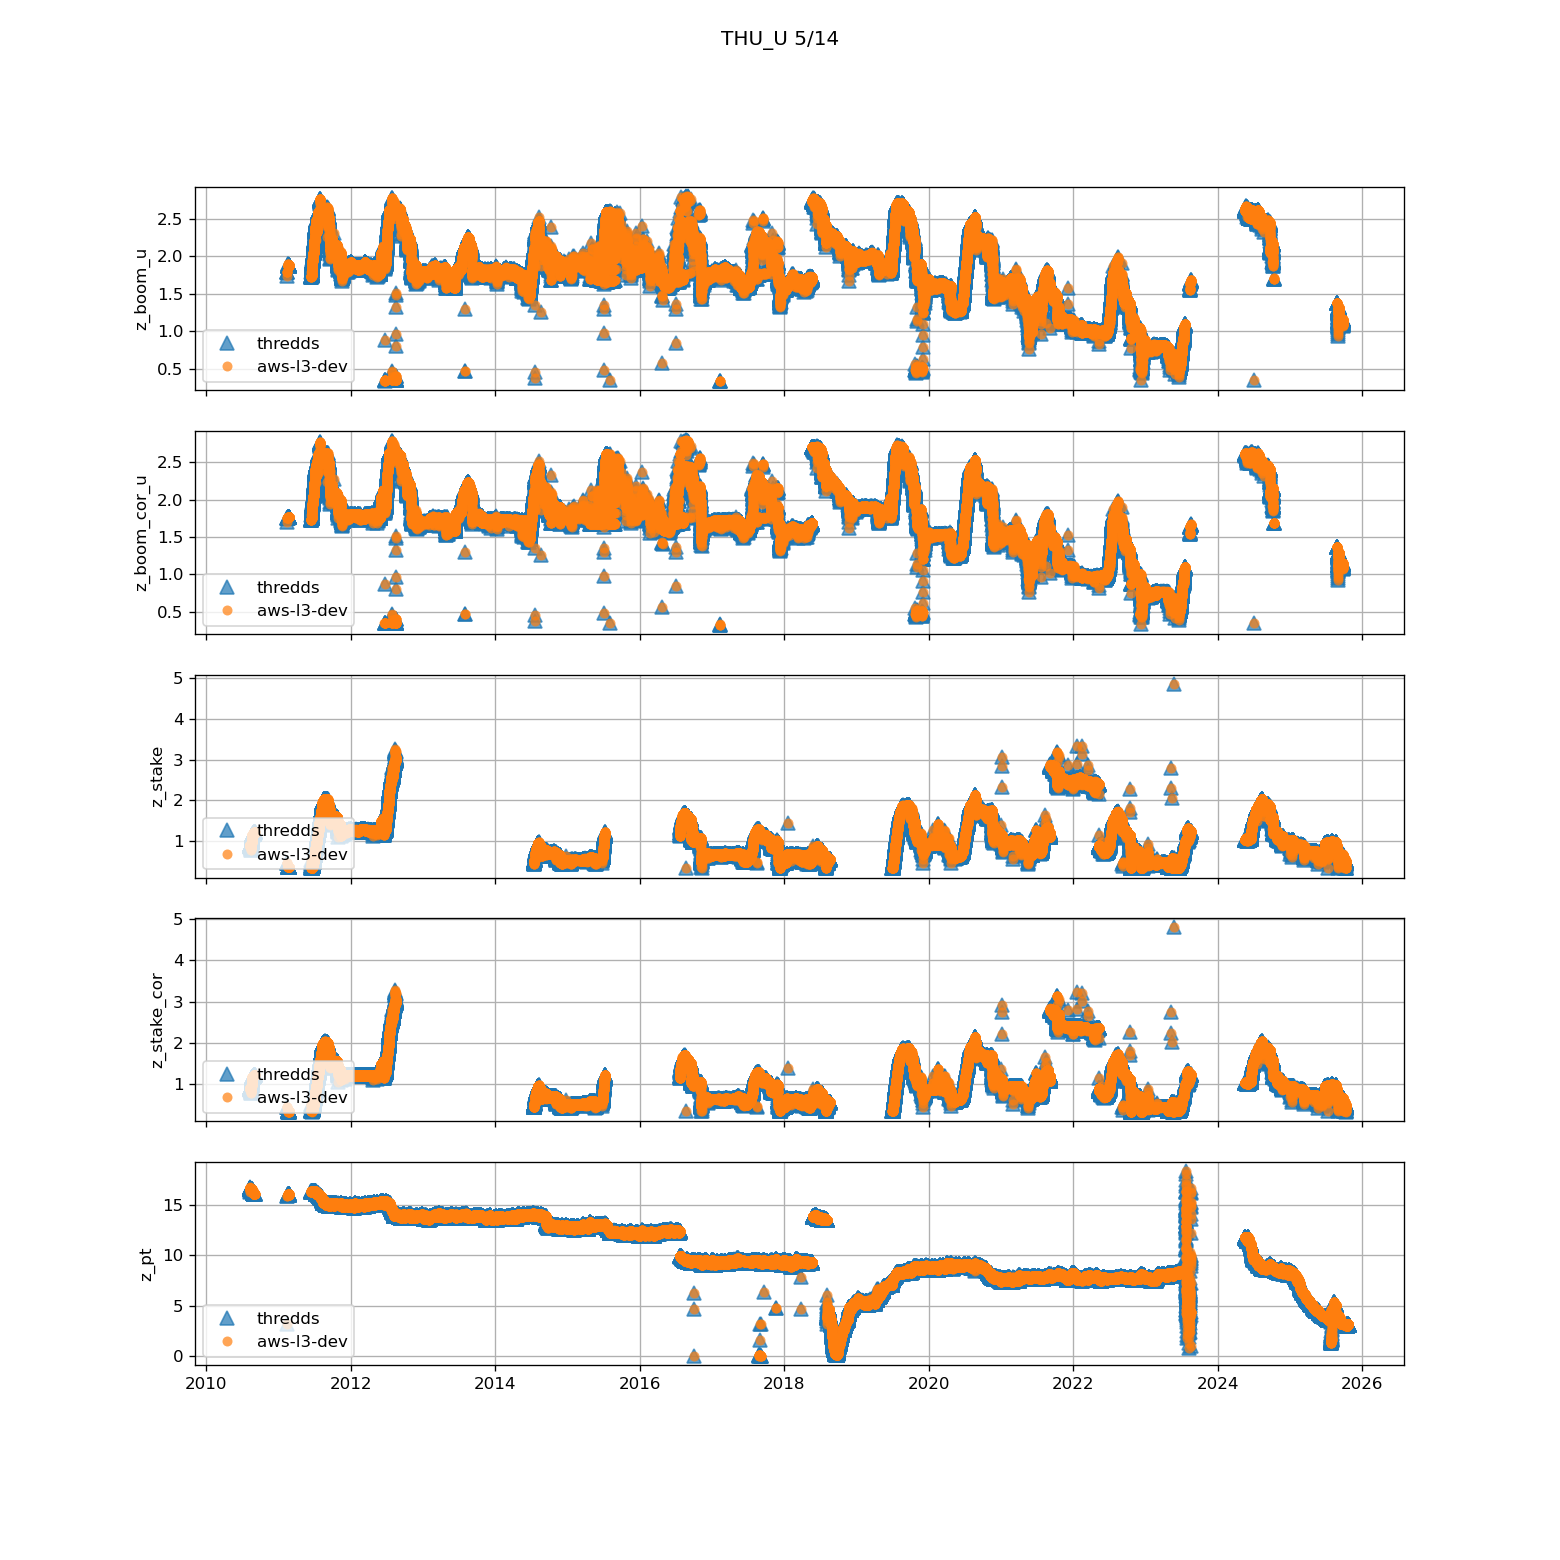 THU_U 5/14
z_boom_u
2.5
2.0
1.5
1.0
0.5
thredds
aws-l3-dev
z_boom_cor_u
2.5
2.0
1.5
1.0
0.5
thredds
aws-l3-dev
z_stake
5
4
3
2
1
thredds
aws-l3-dev
z_stake_cor
5
4
3
2
1
thredds
aws-l3-dev
z_pt
15
10
5
0
thredds
aws-l3-dev
2010 2012 2014 2016 2018 2020 2022 2024 2026